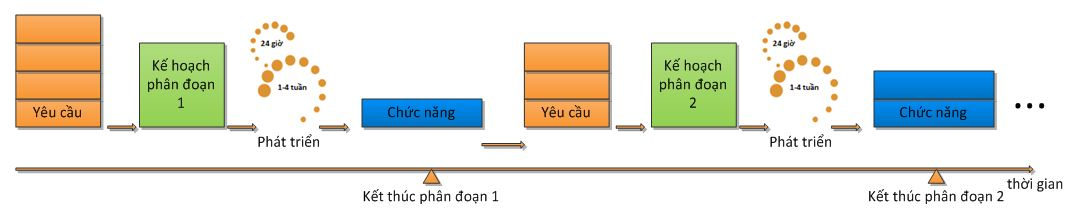 Yêu cầu
Kế hoạch
phân đoạn
1
24 giờ
1-4 tuần
Phát triển
Chức năng
Yêu cầu
Kế hoạch
phân đoạn
2
24 giờ
1-4 tuần
Phát triển
Chức năng
...
Kết thúc phân đoạn 1
Kết thúc phân đoạn 2
thời gian